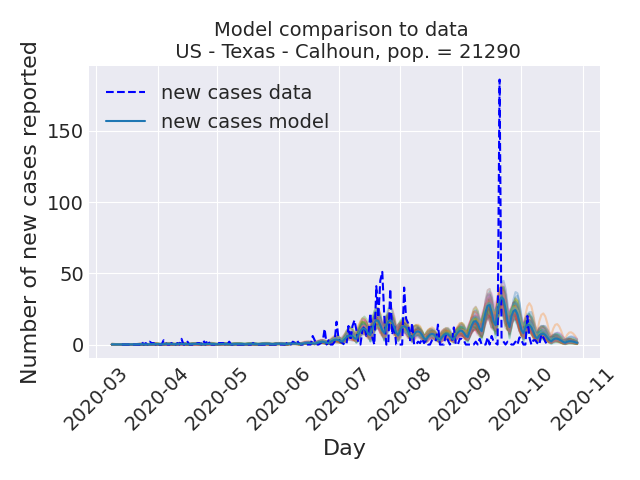 Model comparison to data
US - Texas - Calhoun, pop. = 21290
Number of new cases reported
new cases data
new cases model
150
100
50
0
2020-03
2020-04
2020-05
2020-06
2020-07
2020-08
2020-09
2020-10
2020-11
Day